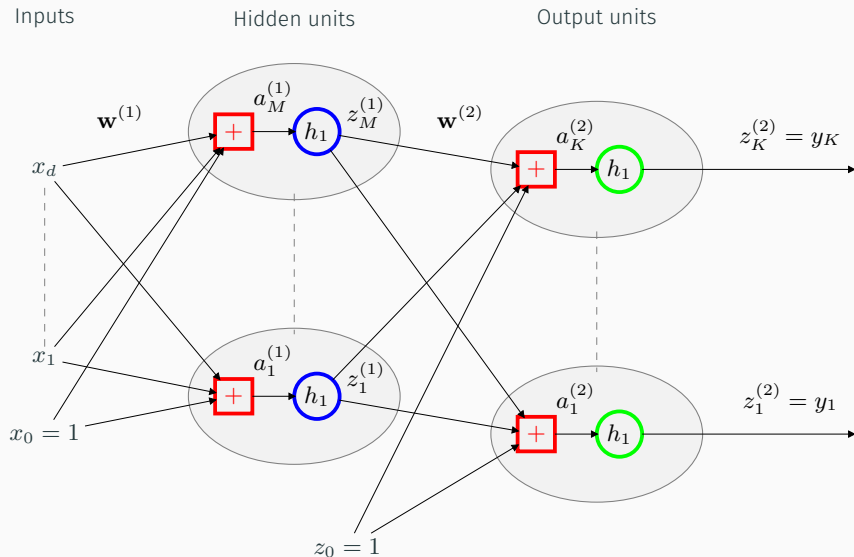 Inputs Hidden units Output units
w^{(1)} a_M^{(1)} z_M^{(1)} w^{(2)} a_K^{(2)} z_K^{(2)} = y_K
+ h_1
x_d + h_1
x_1 a_1^{(1)} z_1^{(1)} a_1^{(2)} z_1^{(2)} = y_1
+ h_1
x_0 = 1 + h_1
z_0 = 1